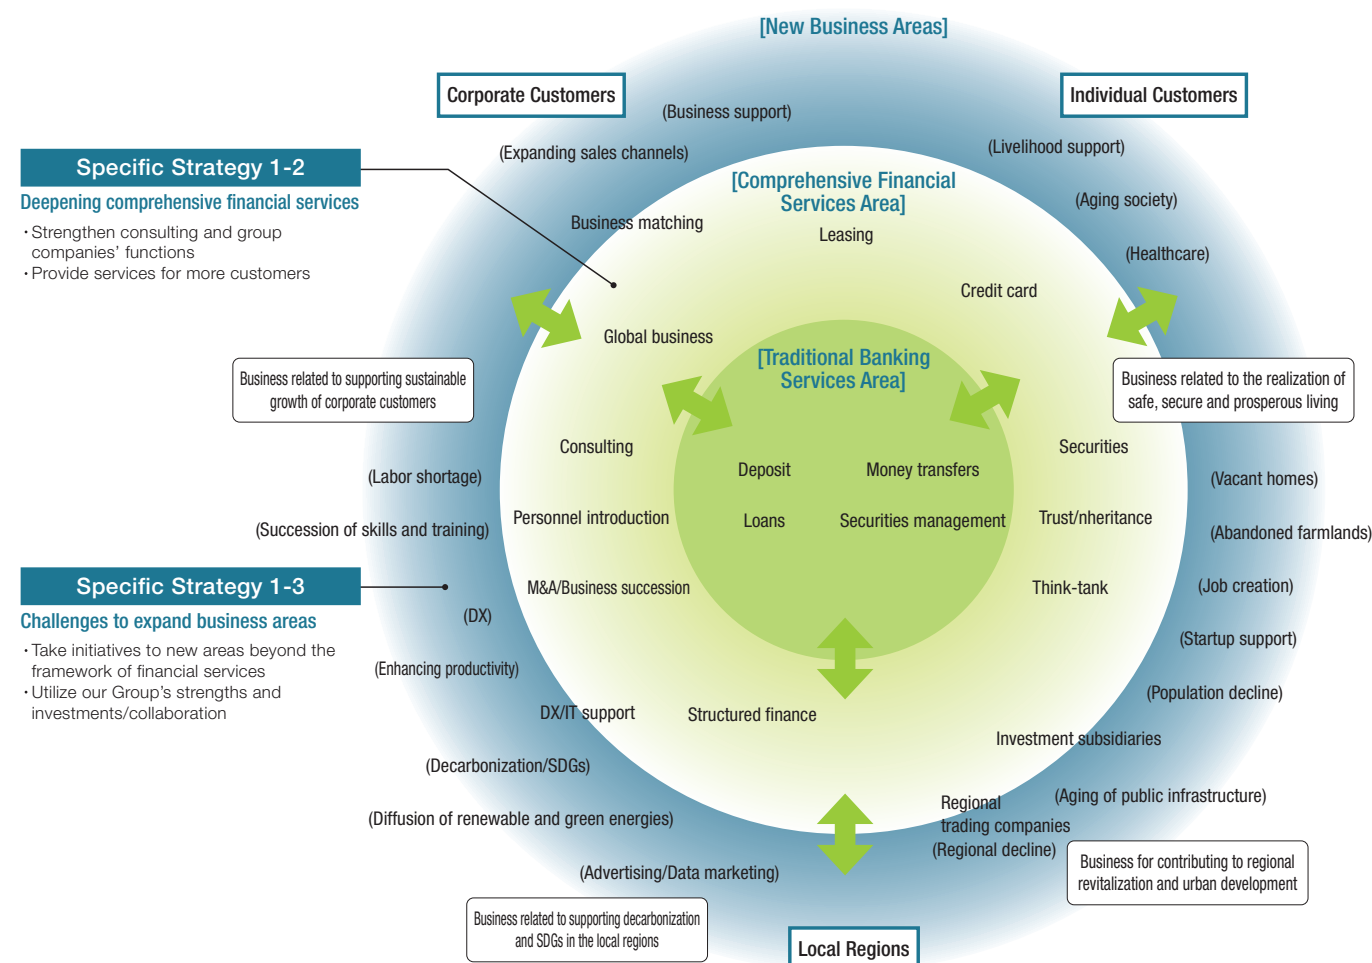 [New Business Areas]
Corporate Customers
Individual Customers
(Business support)
(Expanding sales channels)
(Livelihood support)
Specific Strategy 1-2
Deepening comprehensive financial services
・Strengthen consulting and group
companies’ functions
・Provide services for more customers
[Comprehensive Financial
Services Area]
(Aging society)
Business matching
Leasing
(Healthcare)
Credit card
Global business
[Traditional Banking
Services Area]
Business related to supporting sustainable
growth of corporate customers
Business related to the realization of
safe, secure and prosperous living
Consulting
Securities
(Labor shortage)
Deposit
Money transfers
(Vacant homes)
(Succession of skills and training)
Personnel introduction
Loans
Securities management
Trust/nheritance
(Abandoned farmlands)
Specific Strategy 1-3
Challenges to expand business areas
・Take initiatives to new areas beyond the
framework of financial services
・Utilize our Group’s strengths and
investments/collaboration
M&A/Business succession
Think-tank
(Job creation)
(DX)
(Startup support)
(Enhancing productivity)
(Population decline)
DX/IT support
Structured finance
Investment subsidiaries
(Decarbonization/SDGs)
(Aging of public infrastructure)
Regional
trading companies
(Regional decline)
(Diffusion of renewable and green energies)
Business for contributing to regional
revitalization and urban development
(Advertising/Data marketing)
Business related to supporting decarbonization
and SDGs in the local regions
Local Regions